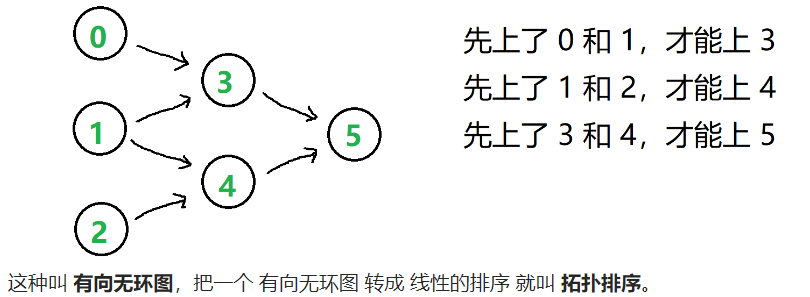 0
先上了 0 和 1，才能上 3
3
先上了 1 和 2，才能上 4
1
5
先上了 3 和 4，才能上 5
4
2
这种叫 有向无环图，把一个 有向无环图 转成 线性的排序 就叫 拓扑排序。